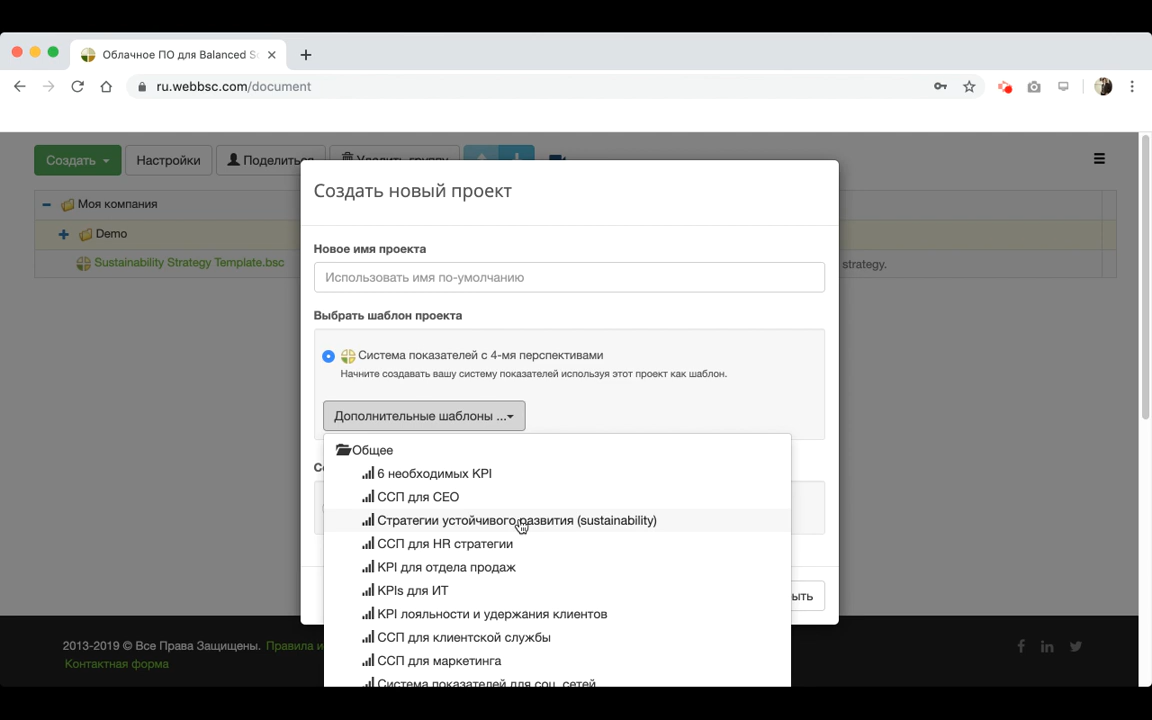 Облачное ПО для Balanced S
ru.webbsc.com/document
Создать
Настройки
Поделиться
Удалить группу
Создать новый проект
Моя компания
Demo
Sustainability Strategy Template.bsc
strategy.
Новое имя проекта
Использовать имя по-умолчанию
Выбрать шаблон проекта
Система показателей с 4-мя перспективами
Начните создавать вашу систему показателей используя этот проект как шаблон.
Дополнительные шаблоны ...
Общее
6 необходимых KPI
ССП для CEO
Стратегии устойчивого развития (sustainability)
ССП для HR стратегии
KPI для отдела продаж
KPIs для ИТ
ыть
KPI лояльности и удержания клиентов
ССП для клиентской службы
ССП для маркетинга
Система показателей для соц. сетей
2013-2019 © Все Права Защищены. Правила и
Контактная форма